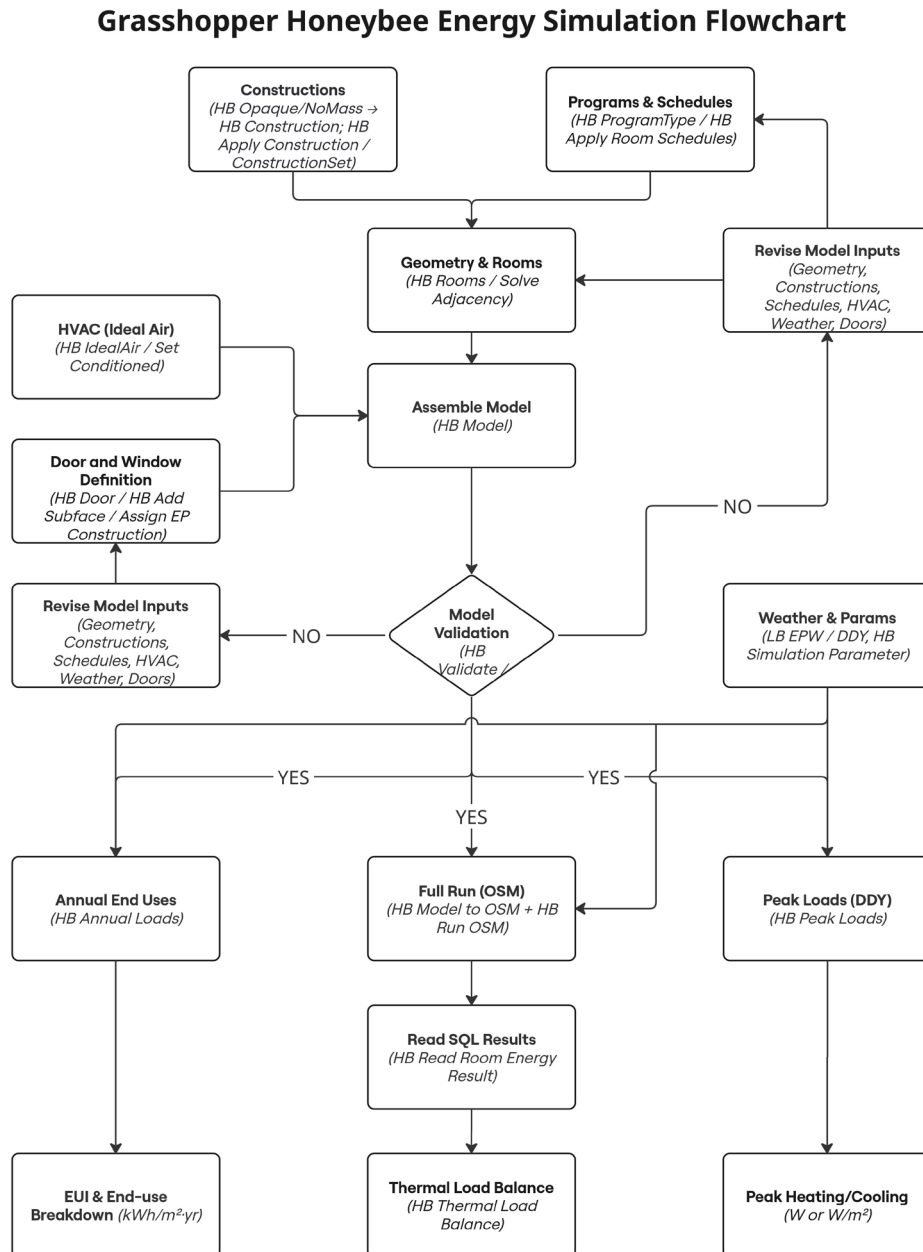 Grasshopper Honeybee Energy Simulation Flowchart
Constructions
(HB Opaque/NoMass →
HB Construction; HB
Apply Construction /
ConstructionSet)
Programs & Schedules
(HB ProgramType / HB
Apply Room Schedules)
Geometry & Rooms
(HB Rooms / Solve
Adjacency)
Revise Model Inputs
(Geometry,
Constructions,
Schedules, HVAC,
Weather, Doors)
HVAC (Ideal Air)
(HB IdealAir / Set
Conditioned)
Assemble Model
(HB Model)
Door and Window
Definition
(HB Door / HB Add
Subface / Assign EP
Construction)
NO
Revise Model Inputs
(Geometry,
Constructions,
Schedules, HVAC,
Weather, Doors)
NO
Model
Validation
(HB
Validate /
Weather & Params
(LB EPW / DDY, HB
Simulation Parameter)
YES
YES
YES
Annual End Uses
(HB Annual Loads)
Full Run (OSM)
(HB Model to OSM + HB
Run OSM)
Peak Loads (DDY)
(HB Peak Loads)
Read SQL Results
(HB Read Room Energy
Result)
EUI & End-use
Breakdown (kWh/m²·yr)
Thermal Load Balance
(HB Thermal Load
Balance)
Peak Heating/Cooling
(W or W/m²)